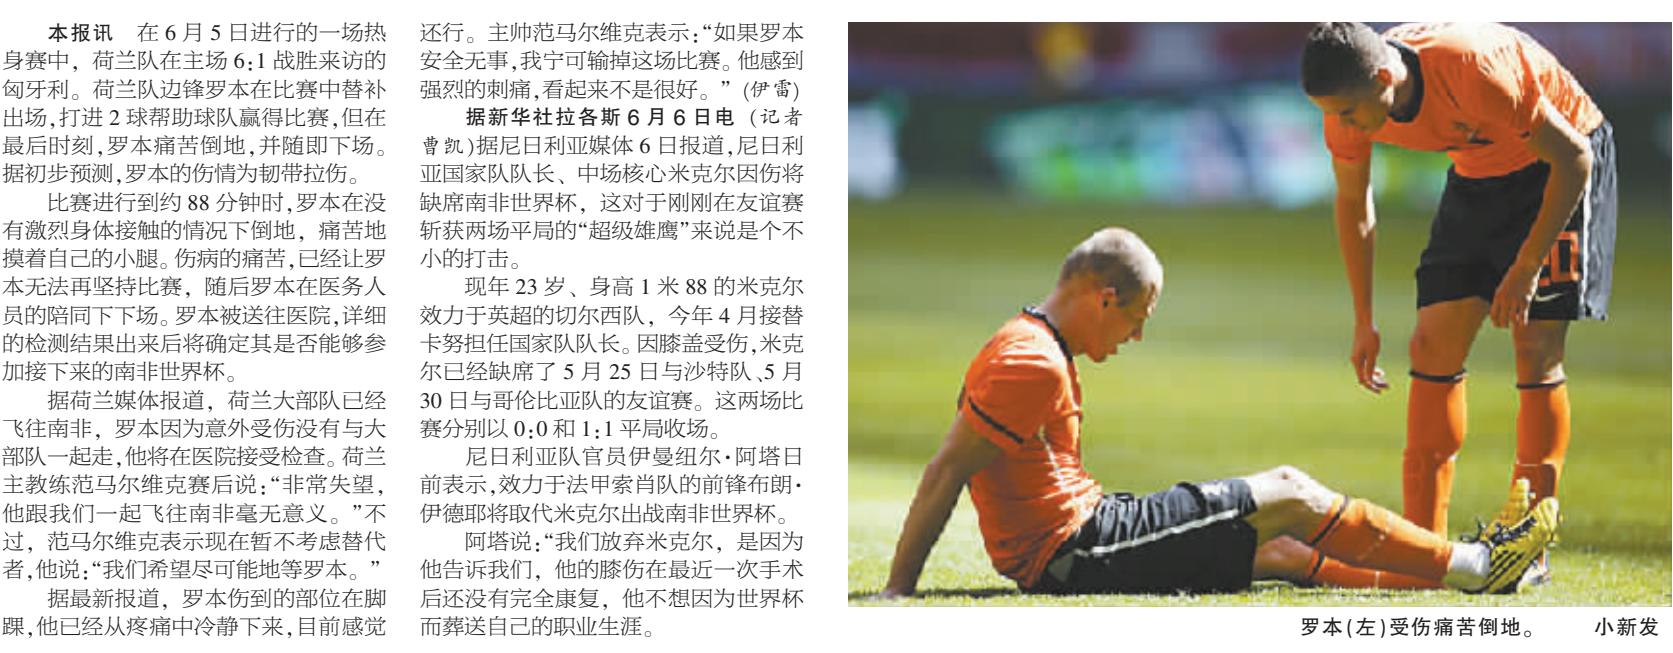 本报讯 在 6 月 5 日进行的一场热
身赛中，荷兰队在主场 6:1 战胜来访的
匈牙利。荷兰队边锋罗本在比赛中替补
出场，打进 2 球帮助球队赢得比赛，但在
最后时刻，罗本痛苦倒地，并随即下场。
据初步预测，罗本的伤情为韧带拉伤。
比赛进行到约 88 分钟时，罗本在没
有激烈身体接触的情况下倒地，痛苦地
摸着自己的小腿。伤病的痛苦，已经让罗
本无法再坚持比赛，随后罗本在医务人
员的陪同下下场。罗本被送往医院，详细
的检测结果出来后将确定其是否能够参
加接下来的南非世界杯。
据荷兰媒体报道，荷兰大部队已经
飞往南非，罗本因为意外受伤没有与大
部队一起走，他将在医院接受检查。荷兰
主教练范马尔维克赛后说：“非常失望，
他跟我们一起飞往南非毫无意义。”不
过，范马尔维克表示现在暂不考虑替代
者，他说：“我们希望尽可能地等罗本。”
据最新报道，罗本伤到的部位在脚
踝，他已经从疼痛中冷静下来，目前感觉
还行。主帅范马尔维克表示：“如果罗本
安全无事，我宁可输掉这场比赛。他感到
强烈的刺痛，看起来不是很好。”（伊雷）
据新华社拉各斯 6 月 6 日电（记者
曹凯）据尼日利亚媒体 6 日报道，尼日利
亚国家队队长、中场核心米克尔因伤将
缺席南非世界杯，这对于刚刚在友谊赛
斩获两场平局的“超级雄鹰”来说是个不
小的打击。
现年 23 岁、身高 1 米 88 的米克尔
效力于英超的切尔西队，今年 4 月接替
卡努担任国家队队长。因膝盖受伤，米克
尔已经缺席了 5 月 25 日与沙特队、5 月
30 日与哥伦比亚队的友谊赛。这两场比
赛分别以 0:0 和 1:1 平局收场。
尼日利亚队官员伊曼纽尔·阿塔日
前表示，效力于法甲索肖队的前锋布朗·
伊德耶将取代米克尔出战南非世界杯。
阿塔说：“我们放弃米克尔，是因为
他告诉我们，他的膝伤在最近一次手术
后还没有完全康复，他不想因为世界杯
而葬送自己的职业生涯。
罗本（左）受伤痛苦倒地。 小新发